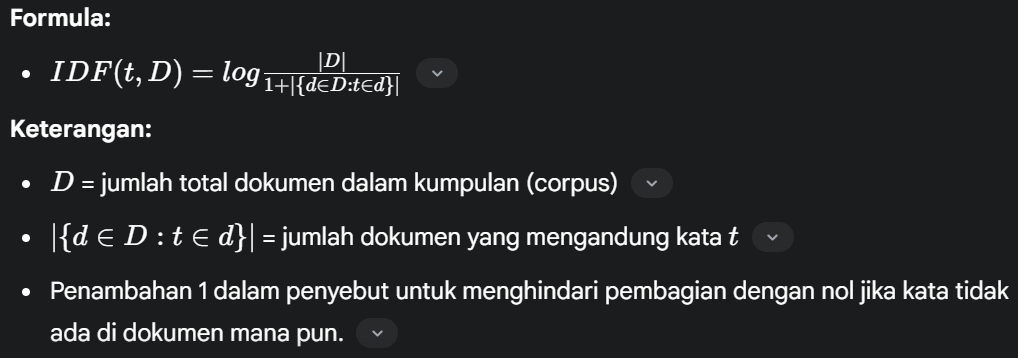 Formula:
• IDF(t, D) = log |D| / 1+|{d∈D:t∈d}|
Keterangan:
• D = jumlah total dokumen dalam kumpulan (corpus)
• |{d ∈ D : t ∈ d}| = jumlah dokumen yang mengandung kata t
• Penambahan 1 dalam penyebut untuk menghindari pembagian dengan nol jika kata tidak
ada di dokumen mana pun.